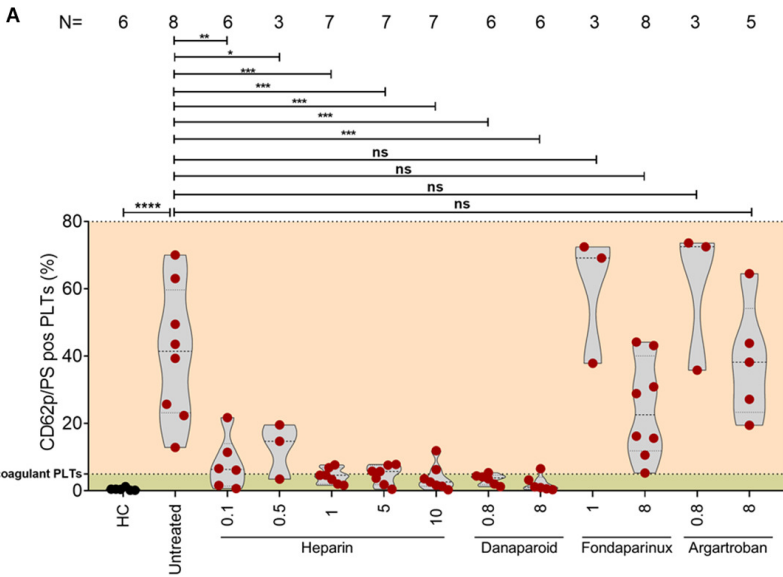 A
N= 6 8 6 3 7 7 7 6 6 3 8 3 5
**
*
***
***
***
***
***
ns
ns
ns
**** ns
80
60
40
20
0
CD62p/PS pos PLTs (%)
coagulant PLTs
HC Untreated 0.1 0.5 1 5 10 0.8 8 1 8 0.8 8
Heparin Danaparoid Fondaparinux Argartroban